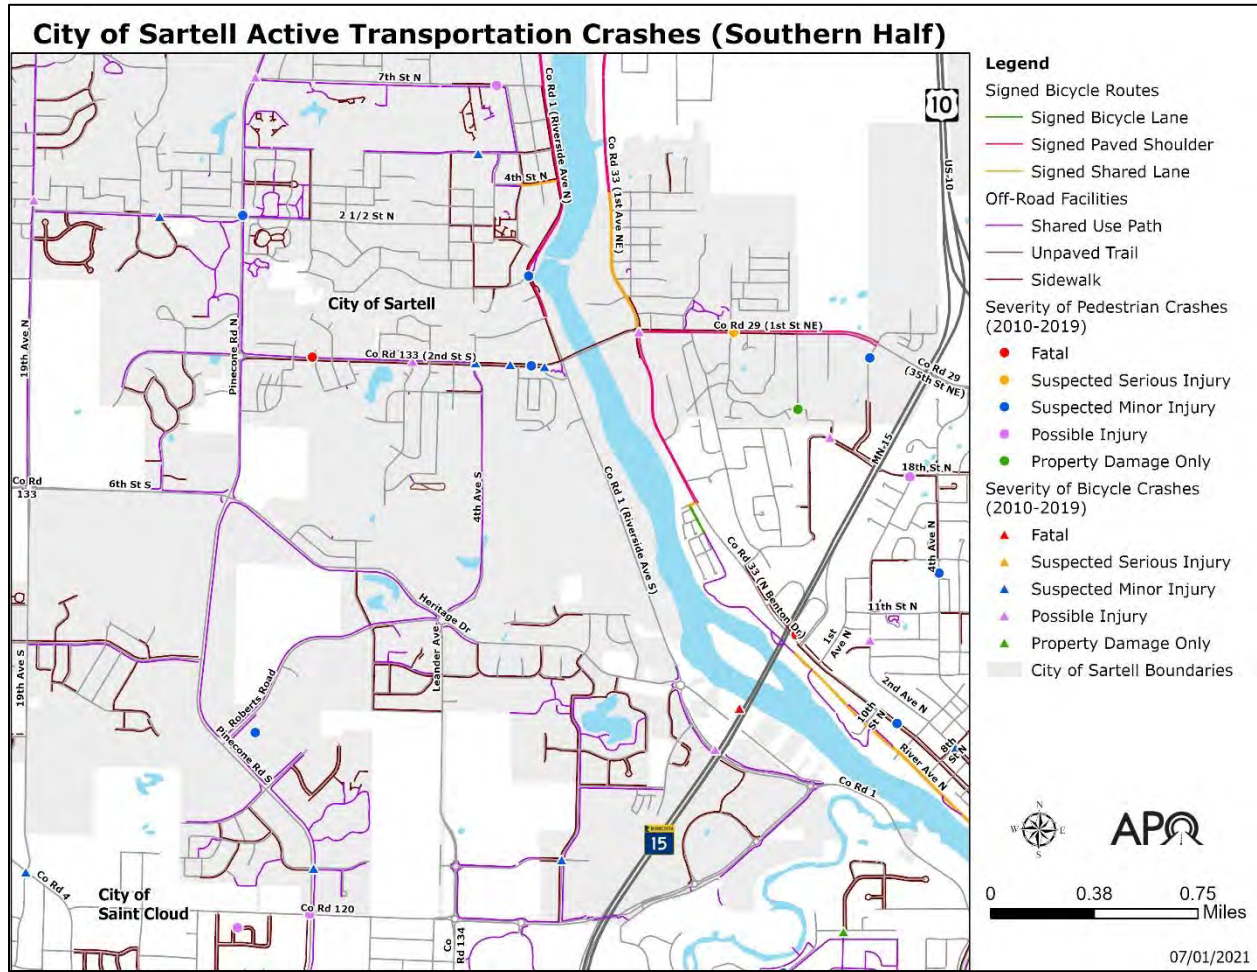 City of Sartell Active Transportation Crashes (Southern Half)
7th St N
Co Rd 1 (Riverside Ave N)
Co Rd 33 (1st Ave NE)
10
US-10
4th St N
2 1/2 St N
19th Ave N
Pinecone Rd N
City of Sartell
Co Rd 133 (2nd St S)
Co Rd 29 (1st St NE)
Co Rd 29
(35th St NE)
MN-15
18th St N
Co Rd
133
6th St S
4th Ave S
Co Rd 1 (Riverside Ave S)
Co Rd 33 (N Benton Dr)
4th Ave N
11th St N
1st
Ave N
Heritage Dr
Leander Ave
19th Ave S
Roberts Road
Pinecone Rd S
2nd Ave N
10th
St N
8th
St N
River Ave N
Co Rd 1
MINNESOTA
15
Co Rd 4
City of
Saint Cloud
Co Rd 120
Co
Rd 134
Legend
Signed Bicycle Routes
Signed Bicycle Lane
Signed Paved Shoulder
Signed Shared Lane
Off-Road Facilities
Shared Use Path
Unpaved Trail
Sidewalk
Severity of Pedestrian Crashes
(2010-2019)
Fatal
Suspected Serious Injury
Suspected Minor Injury
Possible Injury
Property Damage Only
Severity of Bicycle Crashes
(2010-2019)
Fatal
Suspected Serious Injury
Suspected Minor Injury
Possible Injury
Property Damage Only
City of Sartell Boundaries
N
W E
S
APO
0 0.38 0.75
Miles
07/01/2021